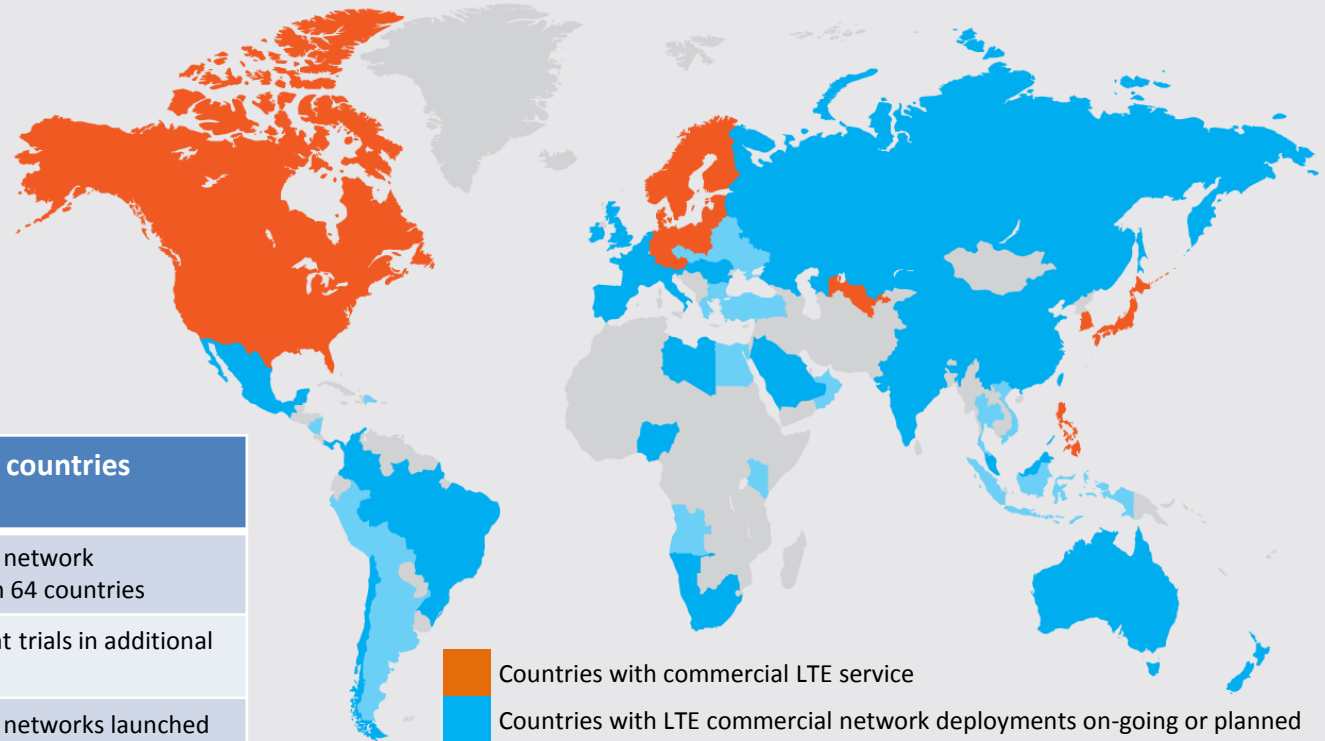 countries
network
n 64 countries
t trials in additional
networks launched
Countries with commercial LTE service
Countries with LTE commercial network deployments on-going or planned